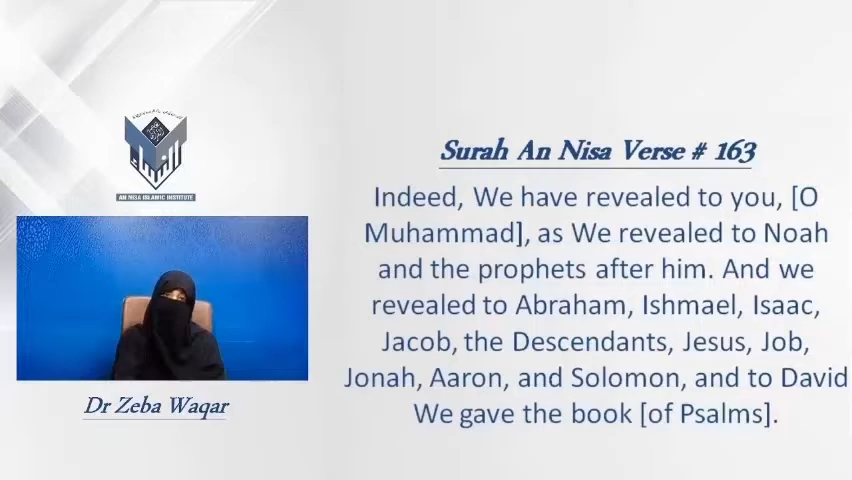 النساء
AN NISA ISLAMIC INSTITUTE
Dr Zeba Waqar
Surah An Nisa Verse # 163
Indeed, We have revealed to you, [O
Muhammad], as We revealed to Noah
and the prophets after him. And we
revealed to Abraham, Ishmael, Isaac,
Jacob, the Descendants, Jesus, Job,
Jonah, Aaron, and Solomon, and to David
We gave the book [of Psalms].